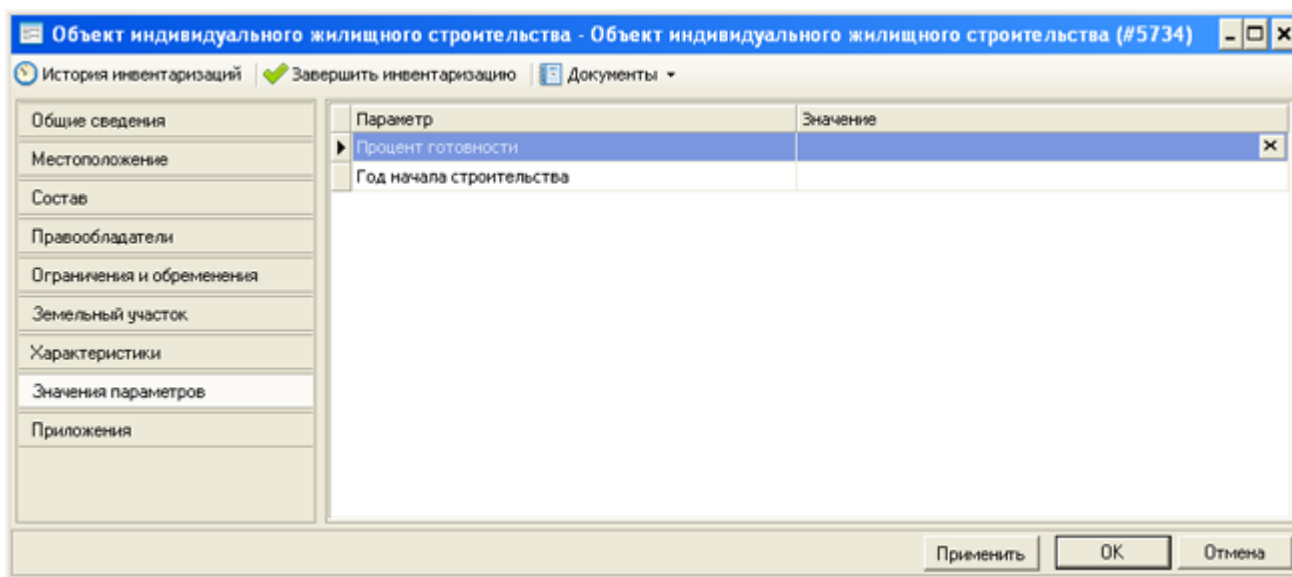 Объект индивидуального жилищного строительства - Объект индивидуального жилищного строительства (#5734)
История инвентаризаций Завершить инвентаризацию Документы
Общие сведения
Местоположение
Состав
Правообладатели
Ограничения и обременения
Земельный участок
Характеристики
Значения параметров
Приложения
Параметр Значение
Процент готовности
Год начала строительства
Применить OK Отмена